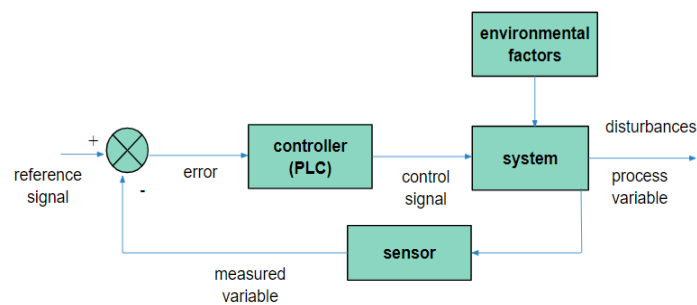 environmental
factors
disturbances
+
reference
signal
error
controller
(PLC)
control
signal
system
process
variable
-
sensor
measured
variable